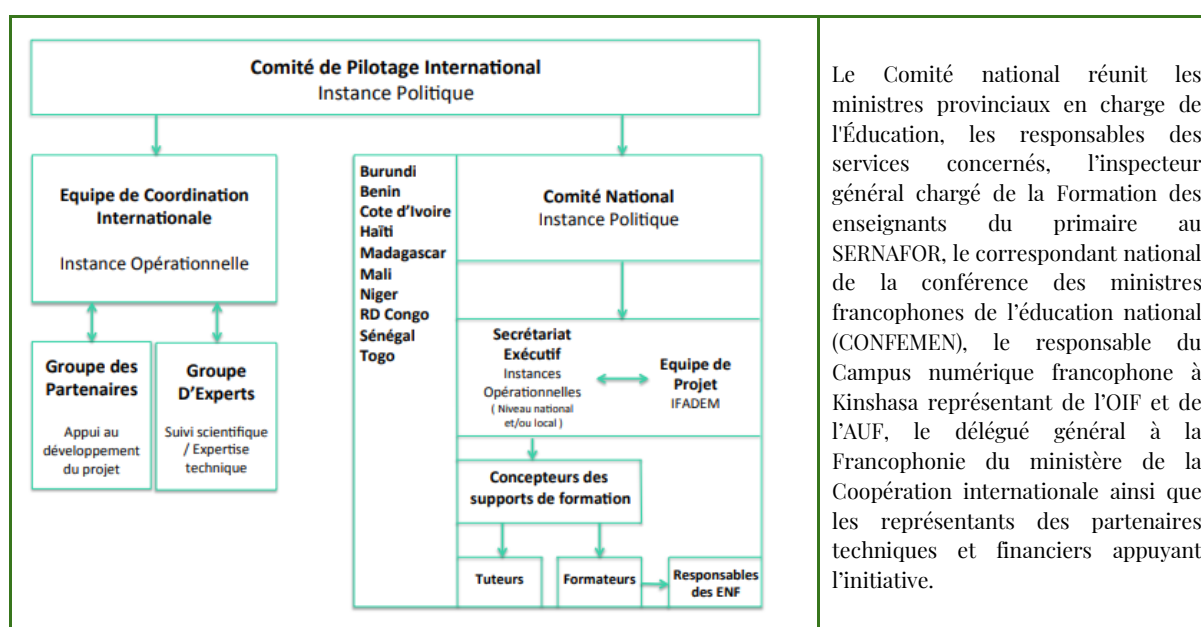 Comité de Pilotage International
Instance Politique
Equipe de Coordination
Internationale
Instance Opérationnelle
Groupe des
Partenaires
Appui au
développement
du projet
Groupe
D'Experts
Suivi scientifique
/ Expertise
technique
Burundi
Benin
Cote d'Ivoire
Haïti
Madagascar
Mali
Niger
RD Congo
Sénégal
Togo
Comité National
Instance Politique
Secrétariat
Exécutif
Instances
Opérationnelles
( Niveau national
et/ou local )
Equipe de
Projet
IFADEM
Concepteurs des
supports de formation
Tuteurs
Formateurs
Responsables
des ENF
Le Comité national réunit les
ministres provinciaux en charge de
l'Éducation, les responsables des
services concernés, l'inspecteur
général chargé de la Formation des
enseignants du primaire au
SERNAFOR, le correspondant national
de la conférence des ministres
francophones de l'éducation national
(CONFEMEN), le responsable du
Campus numérique francophone à
Kinshasa représentant de l'OIF et de
l'AUF, le délégué général à la
Francophonie du ministère de la
Coopération internationale ainsi que
les représentants des partenaires
techniques et financiers appuyant
l'initiative.